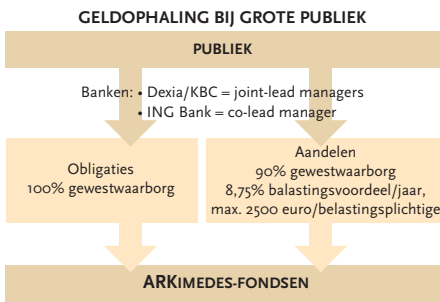 GELDOPHALING BIJ GROTE PUBLIEK
PUBLIEK
Banken: • Dexia/KBC = joint-lead managers
• ING Bank = co-lead manager
Obligaties
100% gewestwaarborg
Aandelen
90% gewestwaarborg
8,75% balastingsvoordeel/jaar,
max. 2500 euro/belastingsplichtige
ARKIMEDES-FONDSEN